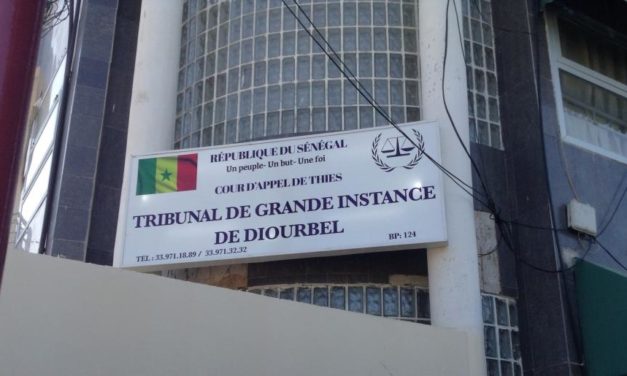 RÉPUBLIQUE DU SÉNÉGAL
Un peuple- Un but- Une foi
COUR D'APPEL DE THIES
TRIBUNAL DE GRANDE INSTANCE
DE DIOURBEL
BP: 124
TEL : 33.971.18.89 / 33.971.32.32